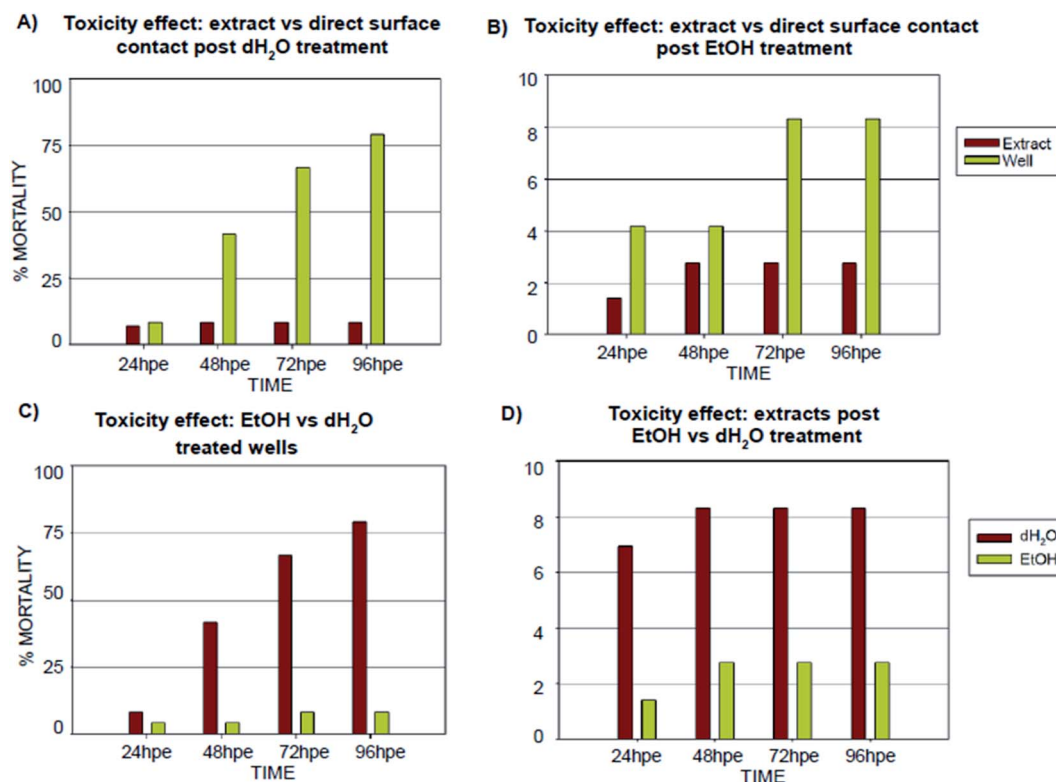 A) Toxicity effect: extract vs direct surface
contact post dH₂O treatment
% MORTALITY
100
75
50
25
0
24hpe 48hpe 72hpe 96hpe
TIME
B) Toxicity effect: extract vs direct surface contact
post EtOH treatment
10
8
6
4
2
0
24hpe 48hpe 72hpe 96hpe
TIME
Extract
Well
C) Toxicity effect: EtOH vs dH₂O
treated wells
% MORTALITY
100
75
50
25
0
24hpe 48hpe 72hpe 96hpe
TIME
D) Toxicity effect: extracts post
EtOH vs dH₂O treatment
10
8
6
4
2
0
24hpe 48hpe 72hpe 96hpe
TIME
dH₂O
EtOH